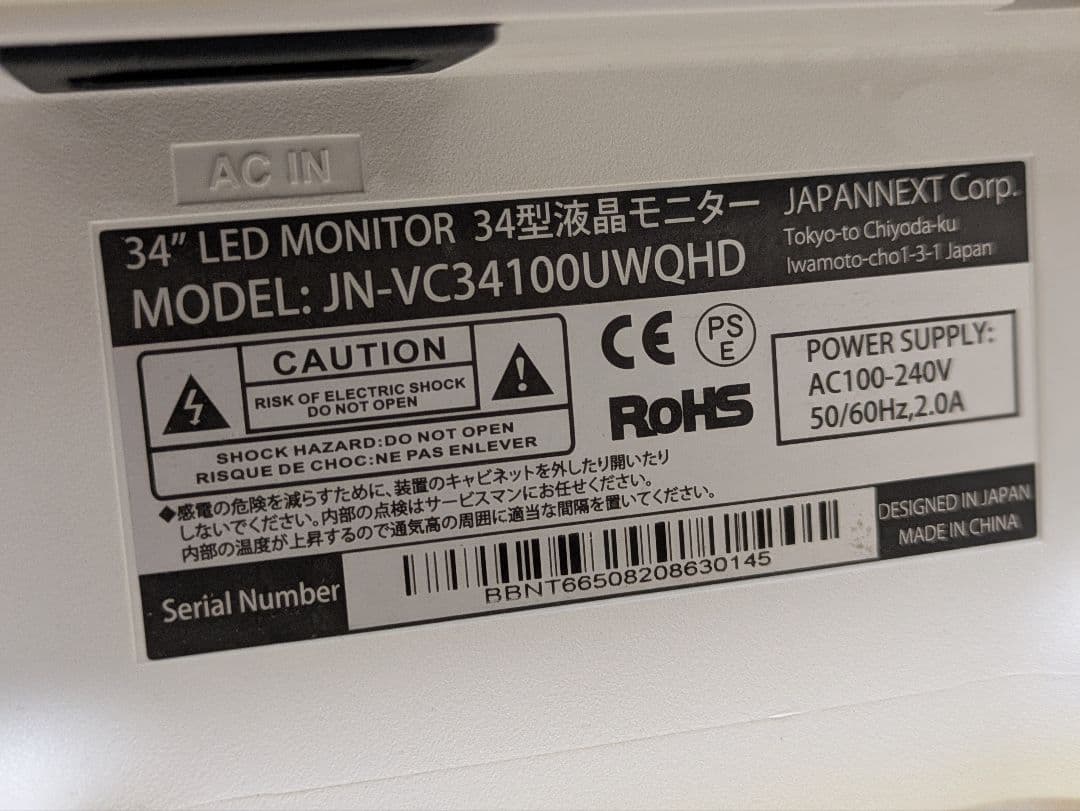 AC IN
34” LED MONITOR 34型液晶モニター
MODEL: JN-VC34100UWQHD
JAPANNEXT Corp.
Tokyo-to Chiyoda-ku
Iwamoto-cho1-3-1 Japan
CAUTION
RISK OF ELECTRIC SHOCK
DO NOT OPEN
SHOCK HAZARD:DO NOT OPEN
RISQUE DE CHOC:NE PAS ENLEVER
CE
PS
E
RoHS
POWER SUPPLY:
AC100-240V
50/60Hz,2.0A
◆感電の危険を減らすために、装置のキャビネットを外したり開いたり
しないでください。内部の点検はサービスマンにお任せください。
内部の温度が上昇するので通気高の周囲に適当な間隔を置いてください。
Serial Number
BBNT66508208630145
DESIGNED IN JAPAN
MADE IN CHINA